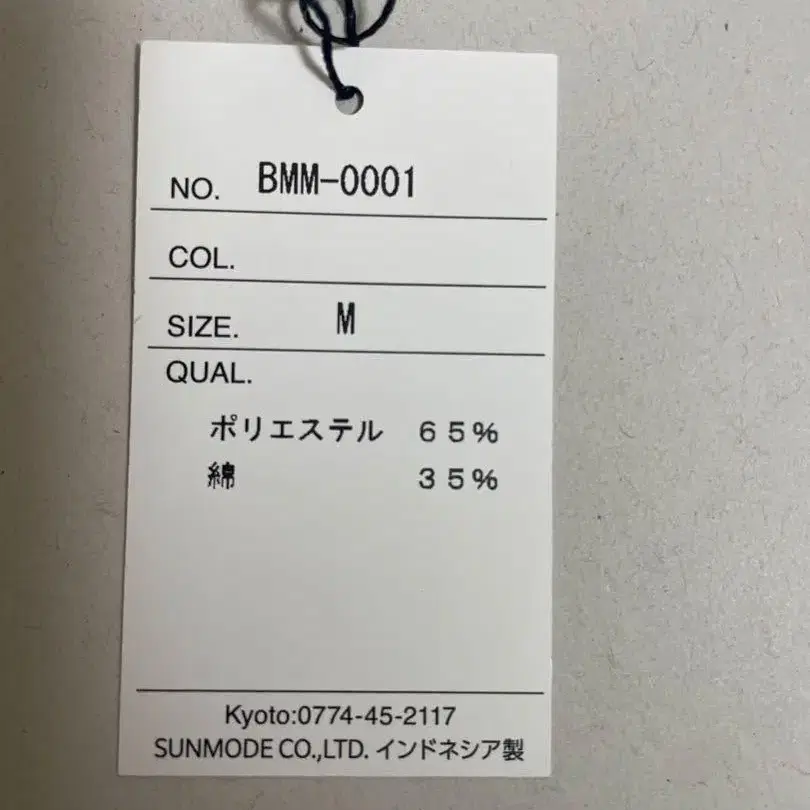 NO. BMM-0001
COL.
SIZE. M
QUAL.
ポリエステル 65%
綿 35%
Kyoto:0774-45-2117
SUNMODE CO.,LTD. インドネシア製